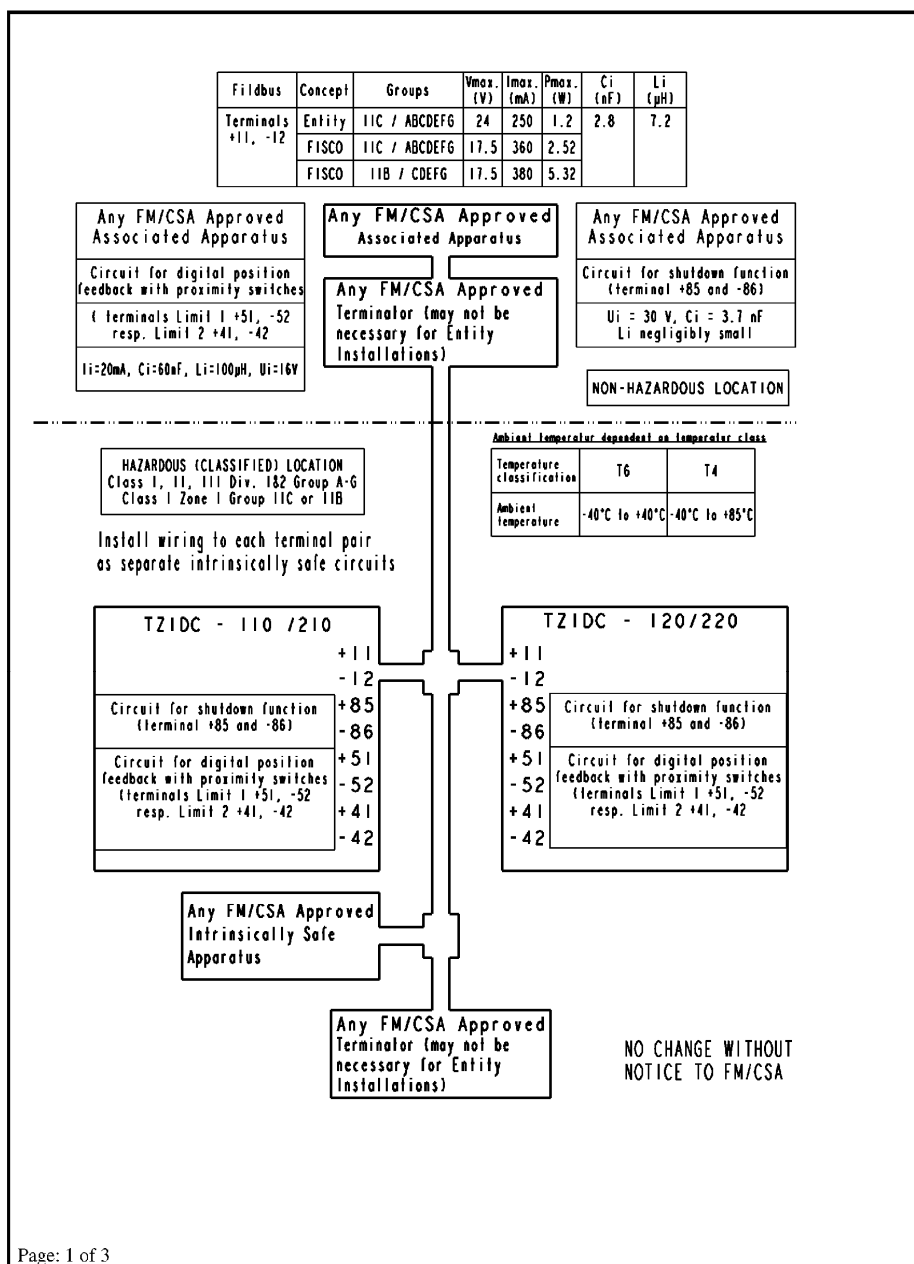 Fildbus Concept Groups Vmax. (V) Imax. (mA) Pmax. (W) Ci (nF) Li (µH)
Terminals +11, -12 Entity IIC / ABCDEFG 24 250 1.2 2.8 7.2
FISCO IIC / ABCDEFG 17.5 360 2.52
FISCO IIB / CDEFG 17.5 380 5.32
Any FM/CSA Approved
Associated Apparatus
Circuit for digital position
feedback with proximity switches
( terminals Limit 1 +51, -52
resp. Limit 2 +41, -42
Ii=20mA, Ci=60nF, Li=100µH, Ui=16V
Any FM/CSA Approved
Associated Apparatus
Any FM/CSA Approved
Terminator (may not be
necessary for Entity
Installations)
Any FM/CSA Approved
Associated Apparatus
Circuit for shutdown function
(terminal +85 and -86)
Ui = 30 V, Ci = 3.7 nF
Li negligibly small
NON-HAZARDOUS LOCATION
HAZARDOUS (CLASSIFIED) LOCATION
Class I, II, III Div. 1&2 Group A-G
Class I Zone 1 Group IIC or IIB
Ambient temperatur dependent on temperatur class
Temperature
classification T6 T4
Ambient
temperature -40°C to +40°C -40°C to +85°C
Install wiring to each terminal pair
as separate intrinsically safe circuits
TZIDC - 110 /210
+11
-12
+85
-86
+51
-52
+41
-42
Circuit for shutdown function
(terminal +85 and -86)
Circuit for digital position
feedback with proximity switches
(terminals Limit 1 +51, -52
resp. Limit 2 +41, -42
TZIDC - 120/220
+11
-12
+85
-86
+51
-52
+41
-42
Circuit for shutdown function
(terminal +85 and -86)
Circuit for digital position
feedback with proximity switches
(terminals Limit 1 +51, -52
resp. Limit 2 +41, -42
Any FM/CSA Approved
Intrinsically Safe
Apparatus
Any FM/CSA Approved
Terminator (may not be
necessary for Entity
Installations)
NO CHANGE WITHOUT
NOTICE TO FM/CSA
Page: 1 of 3